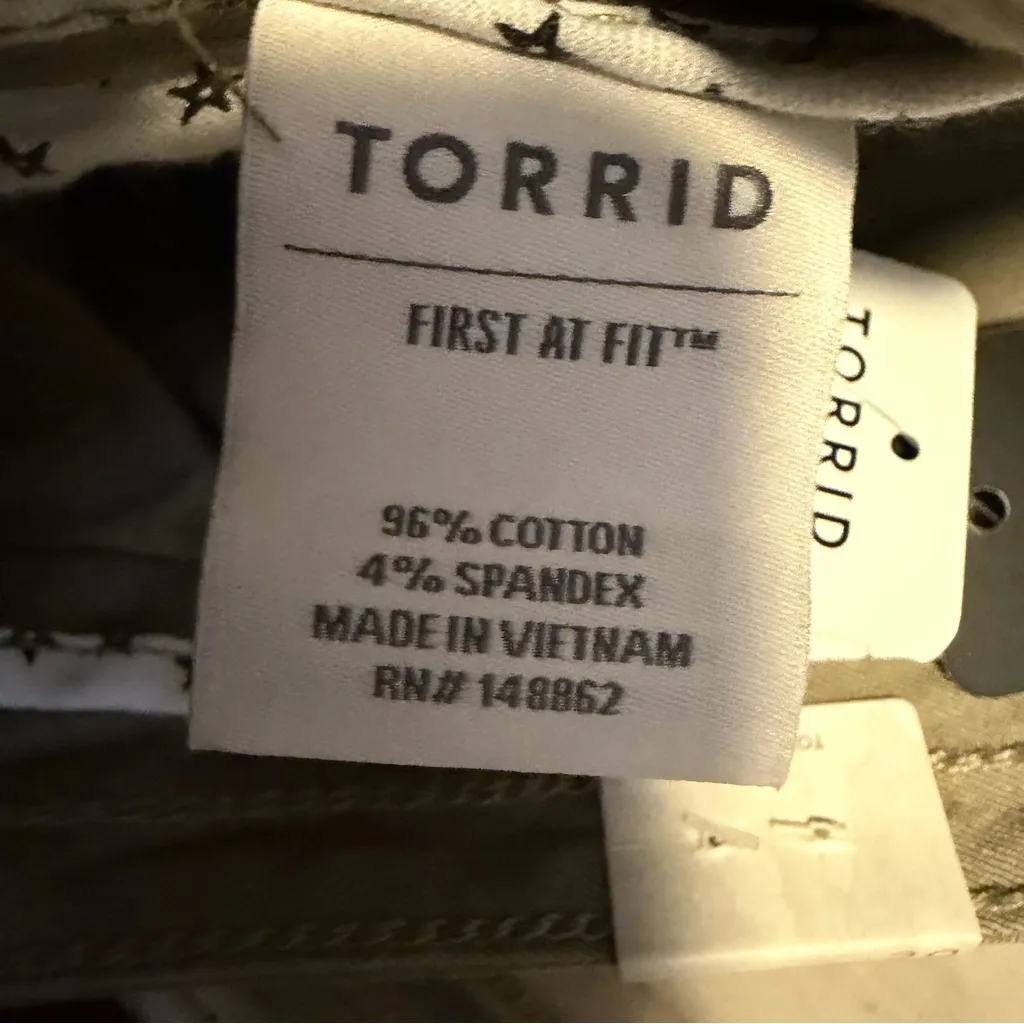 TORRID
FIRST AT FIT™
96% COTTON
4% SPANDEX
MADE IN VIETNAM
RN# 148862
TORRID